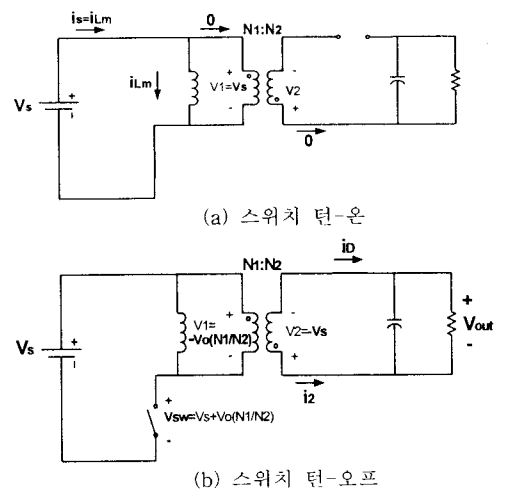 is=iLm
0
N1:N2
iLm
Vs
+
V1=Vs
+
-
-
V2
+
0
(a) 스위치 턴-온
N1:N2
iD
Vs
+
V1=
-Vo(N1/N2)
+
-
-
V2=-Vs
+
+
Vout
-
i2
+
Vsw=Vs+Vo(N1/N2)
-
(b) 스위치 턴-오프